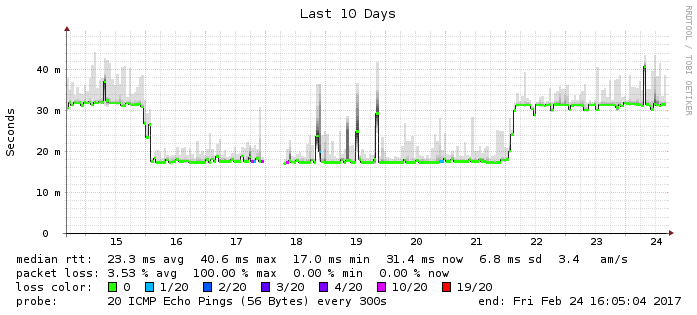 Last 10 Days
RRDTOOL / TOBI OETIKER
Seconds
40 m
30 m
20 m
10 m
0
15 16 17 18 19 20 21 22 23 24
median rtt: 23.3 ms avg 40.6 ms max 17.0 ms min 31.4 ms now 6.8 ms sd 3.4 am/s
packet loss: 3.53 % avg 100.00 % max 0.00 % min 0.00 % now
loss color: 0 1/20 2/20 3/20 4/20 10/20 19/20
probe: 20 ICMP Echo Pings (56 Bytes) every 300s end: Fri Feb 24 16:05:04 2017